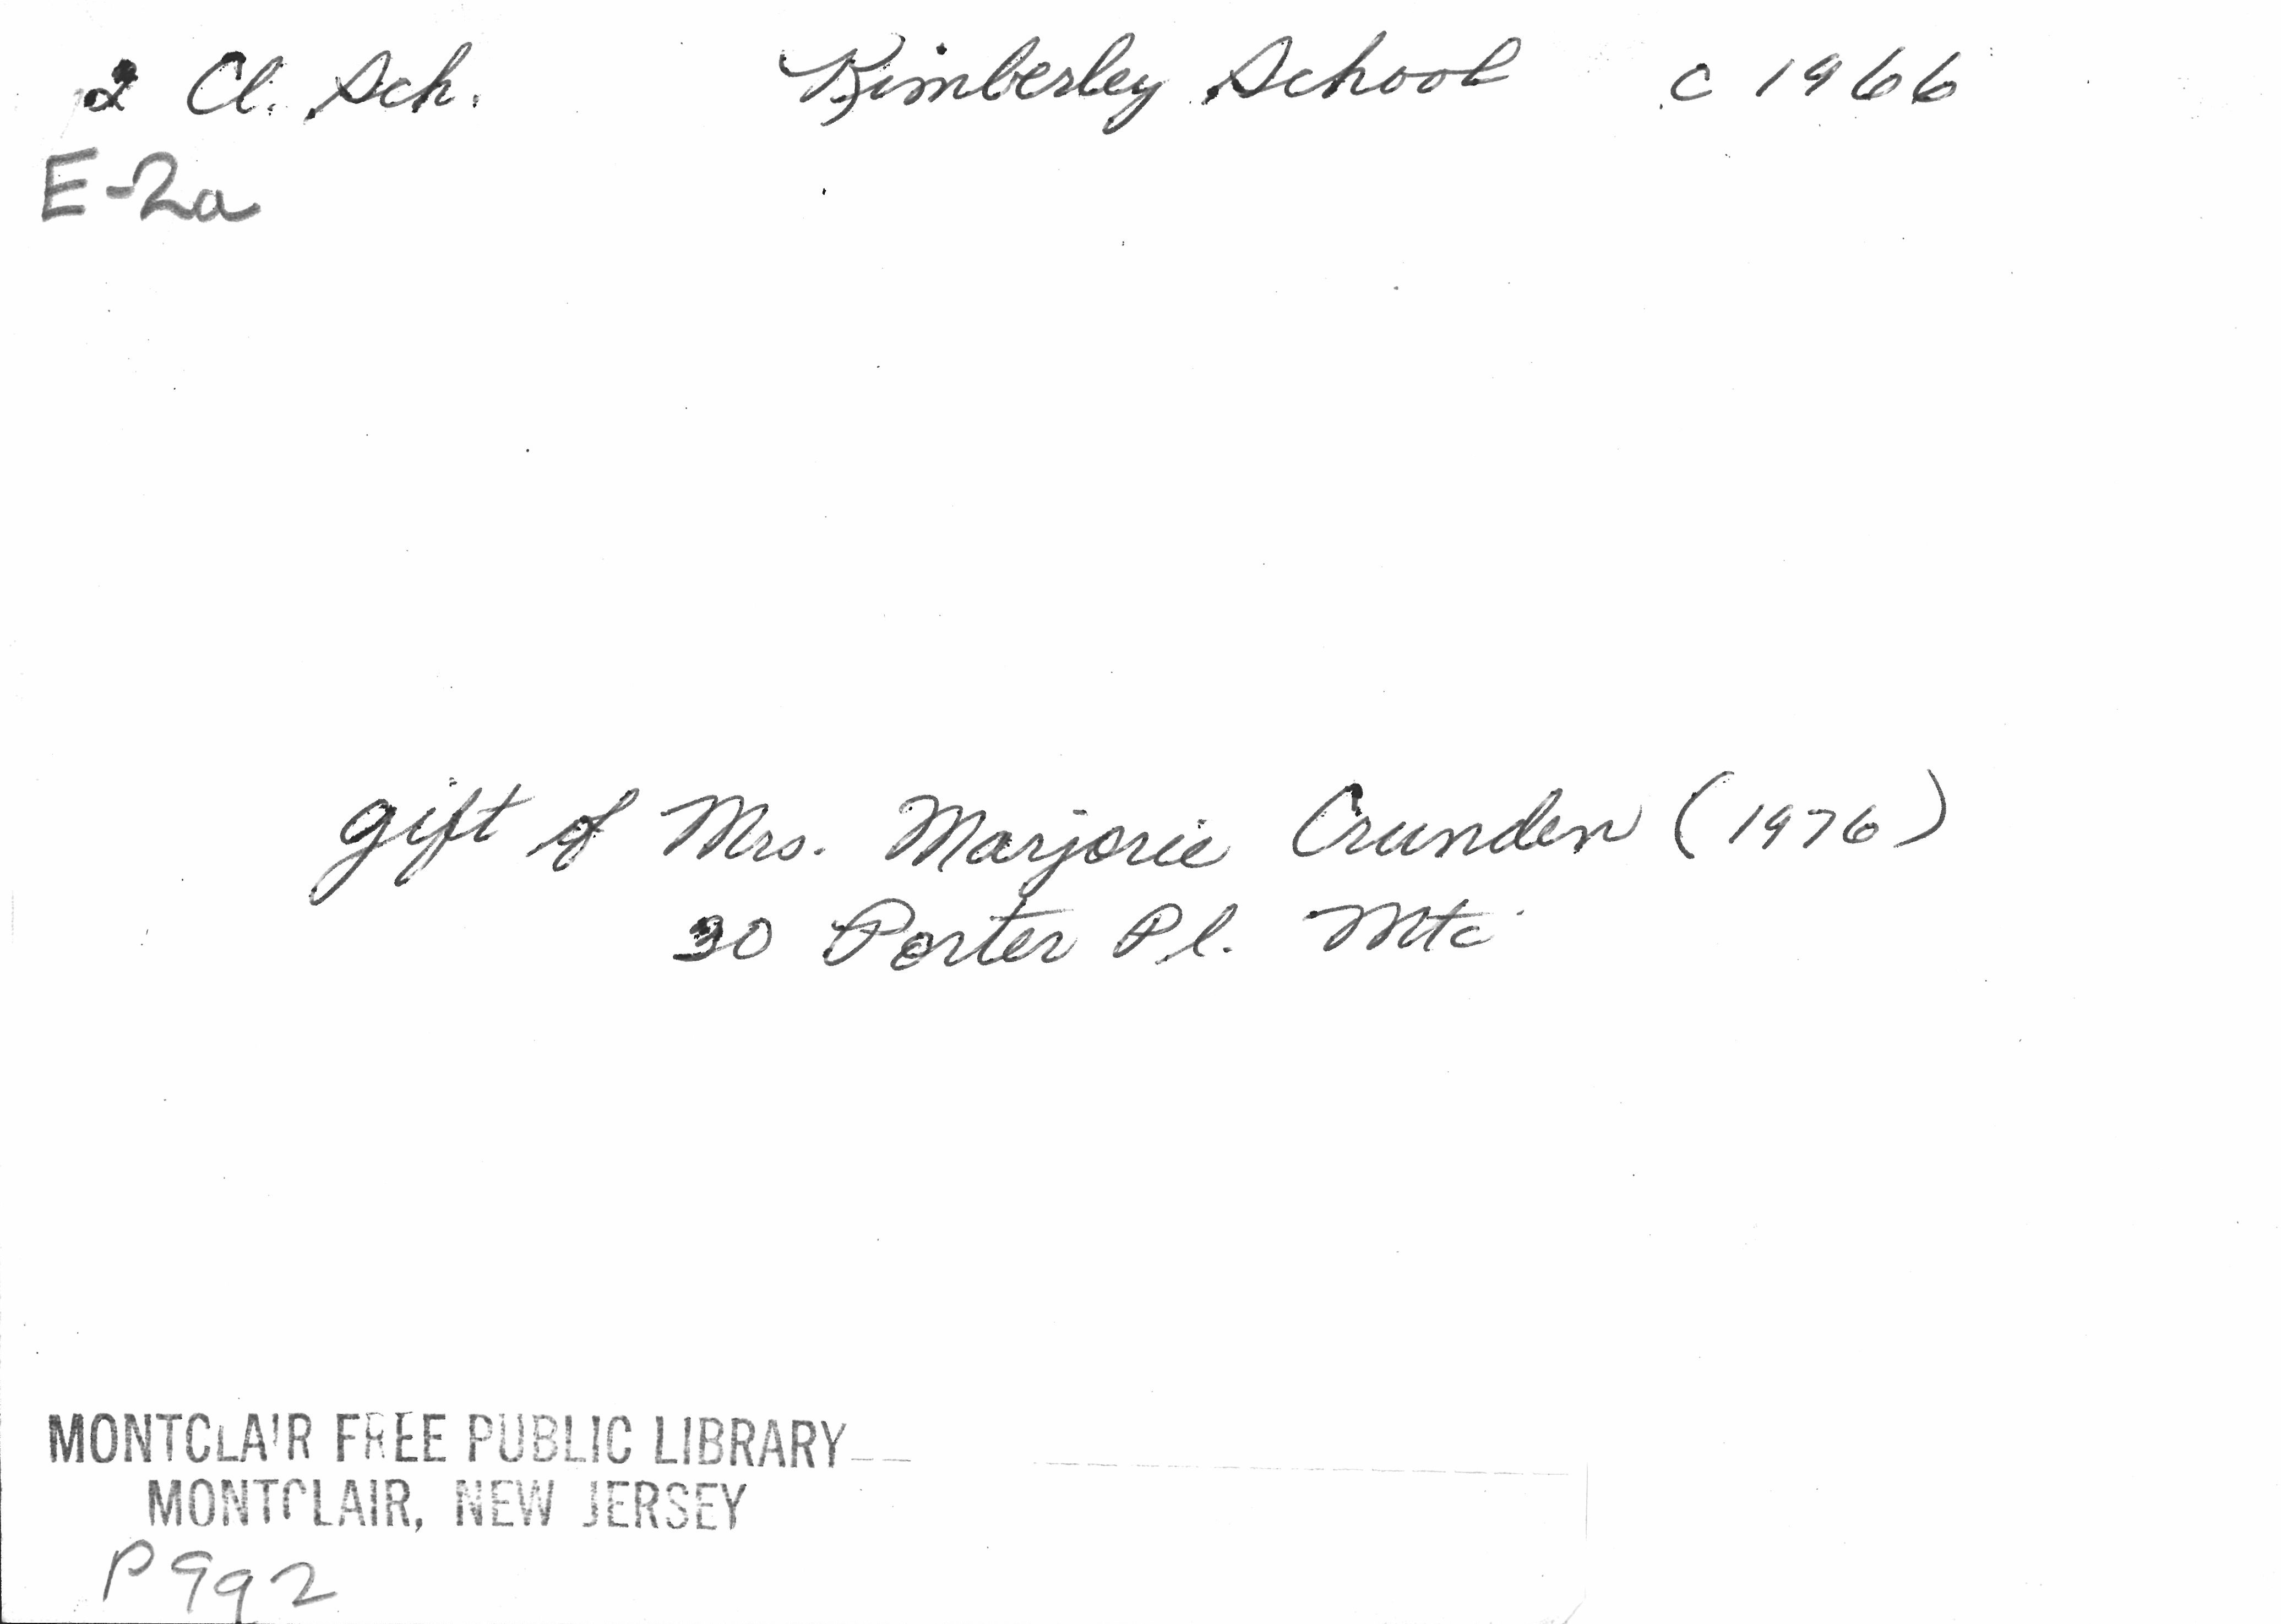 2 Cl. Sch. Kimberley School c 1966
E-2a
gift of Mrs. Marjorie Crunden (1976)
30 Porter Pl. Mtc
MONTCLAIR FREE PUBLIC LIBRARY
MONTCLAIR, NEW JERSEY
P992